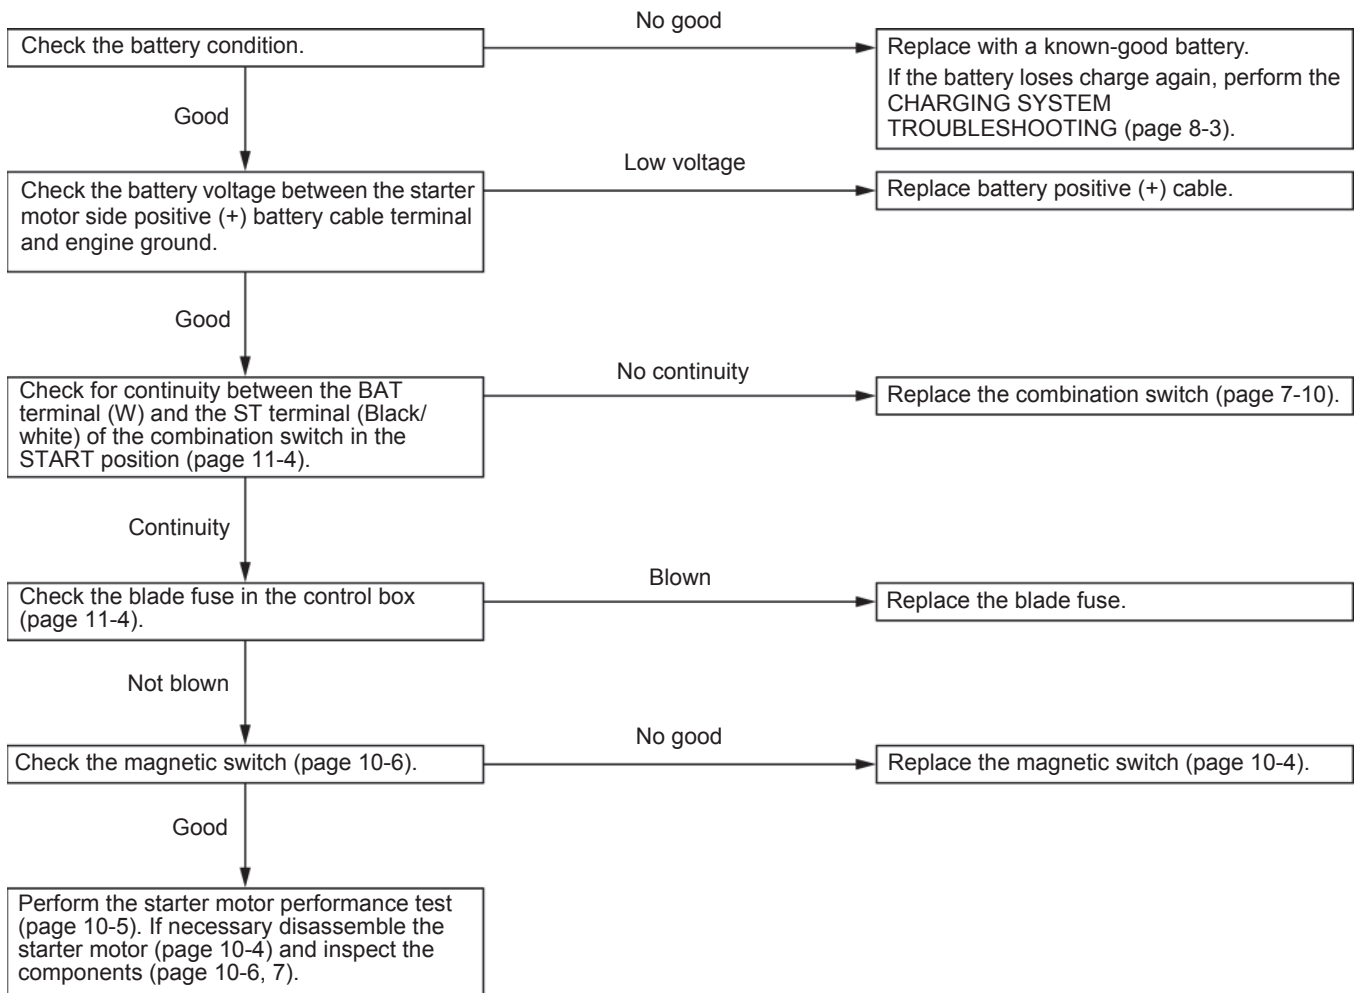 No good
Check the battery condition.
Replace with a known-good battery.
If the battery loses charge again, perform the
CHARGING SYSTEM
TROUBLESHOOTING (page 8-3).
Good
Low voltage
Check the battery voltage between the starter
motor side positive (+) battery cable terminal
and engine ground.
Replace battery positive (+) cable.
Good
No continuity
Check for continuity between the BAT
terminal (W) and the ST terminal (Black/
white) of the combination switch in the
START position (page 11-4).
Replace the combination switch (page 7-10).
Continuity
Blown
Check the blade fuse in the control box
(page 11-4).
Replace the blade fuse.
Not blown
No good
Check the magnetic switch (page 10-6).
Replace the magnetic switch (page 10-4).
Good
Perform the starter motor performance test
(page 10-5). If necessary disassemble the
starter motor (page 10-4) and inspect the
components (page 10-6, 7).